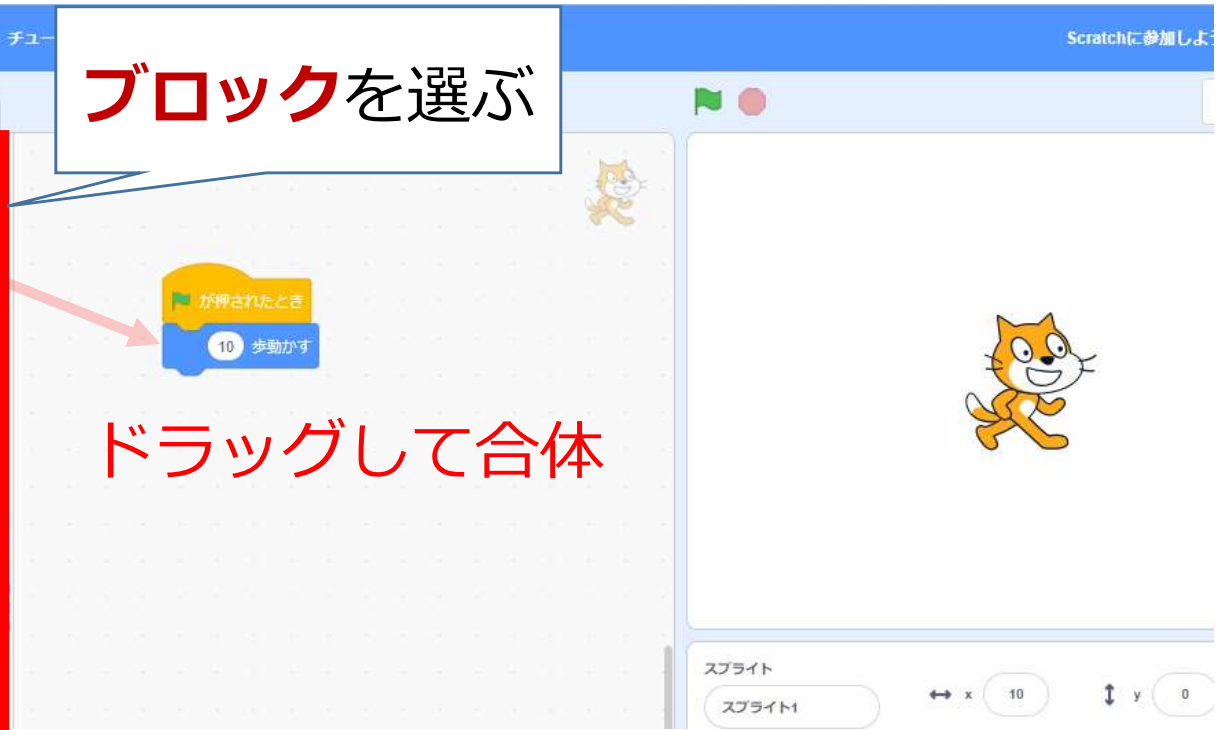 チュー
Scratchに参加しよう
ブロックを選ぶ
が押されたとき
10 歩動かす
ドラッグして合体
スプライト
スプライト1
x 10
y 0